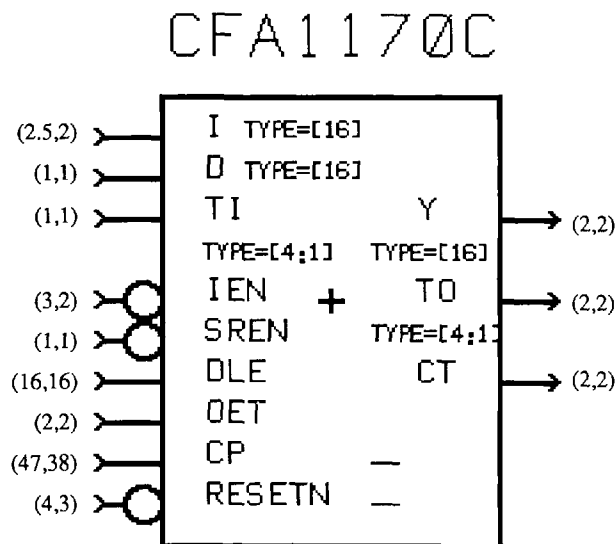 CFA1170C
(2.5,2) I TYPE=[16]
(1,1) D TYPE=[16]
(1,1) TI Y (2,2)
TYPE=[4:1] TYPE=[16]
(3,2) IEN + TO (2,2)
(1,1) SREN TYPE=[4:1]
(16,16) DLE CT (2,2)
(2,2) OET
(47,38) CP _
(4,3) RESETN _